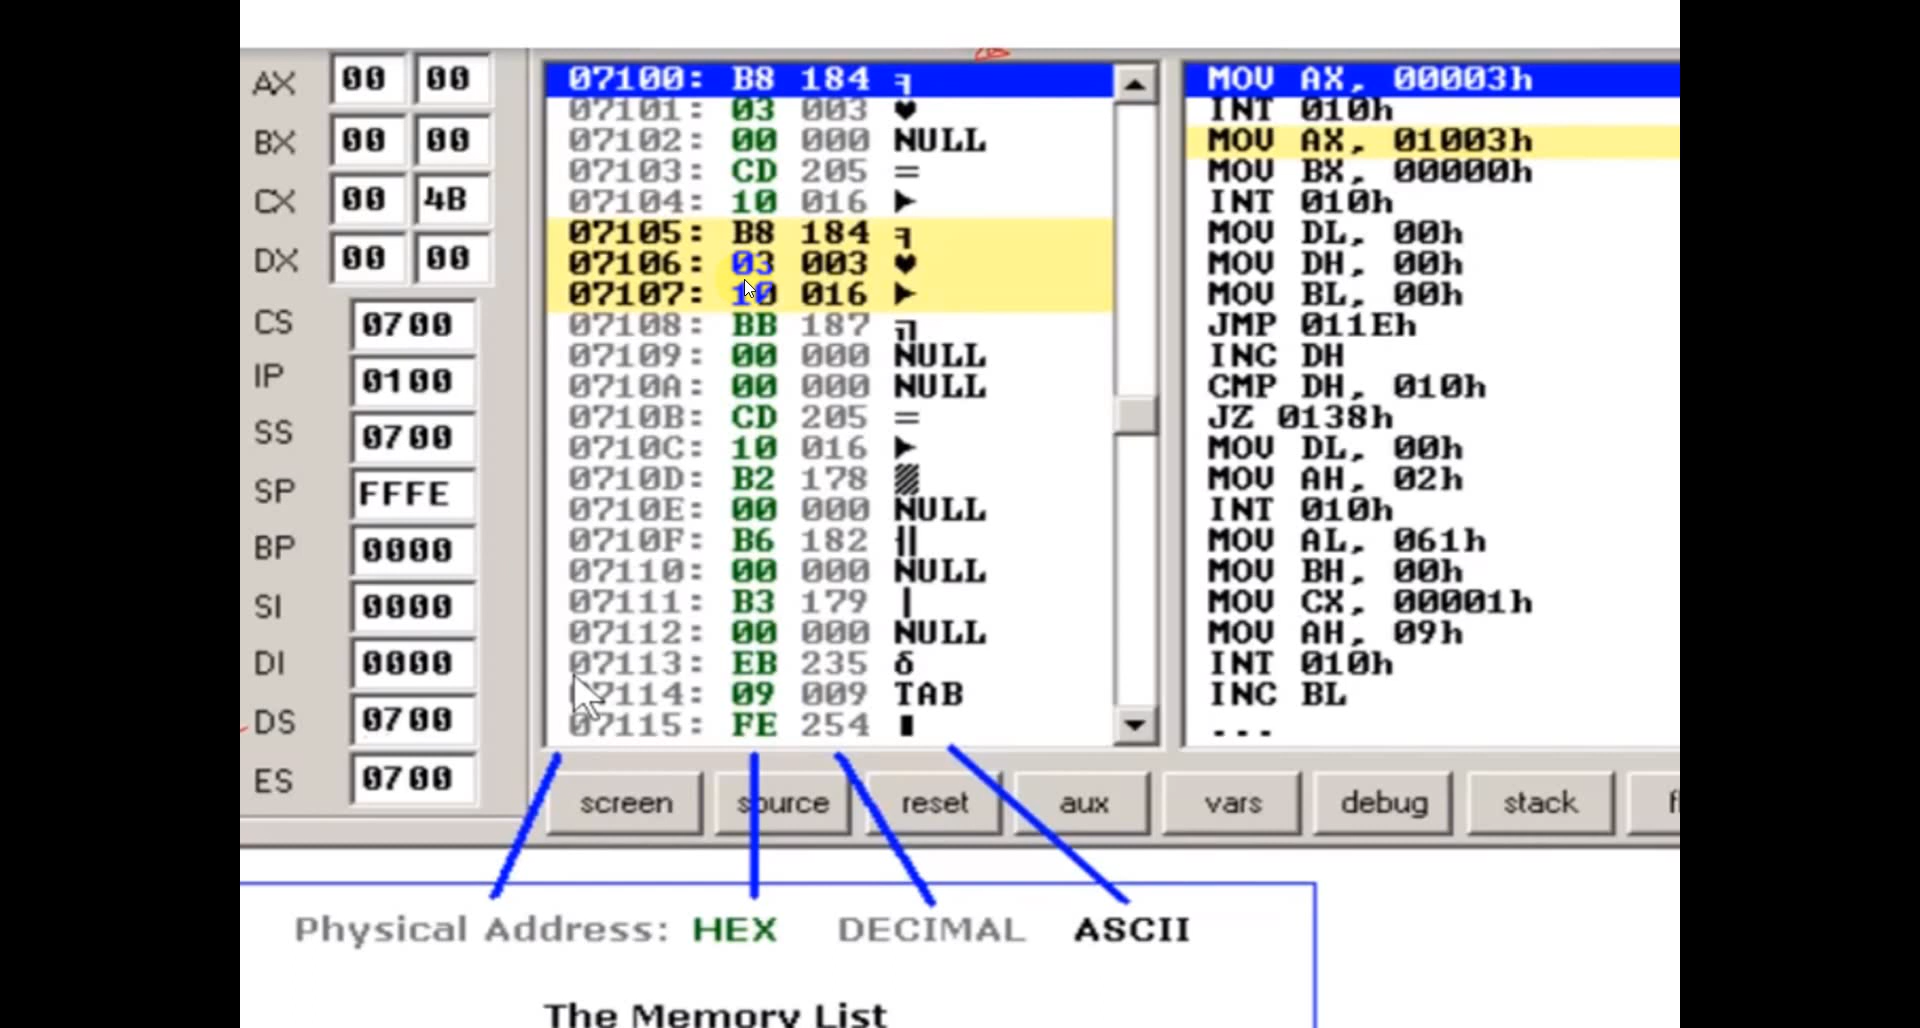 AX 00 00
BX 00 00
CX 00 4B
DX 00 00
CS 0700
IP 0100
SS 0700
SP FFFE
BP 0000
SI 0000
DI 0000
DS 0700
ES 0700
07100: B8 184 ╕
07101: 03 003 ♥
07102: 00 000 NULL
07103: CD 205 =
07104: 10 016 ►
07105: B8 184 ╕
07106: 03 003 ♥
07107: 10 016 ►
07108: BB 187 ╗
07109: 00 000 NULL
0710A: 00 000 NULL
0710B: CD 205 =
0710C: 10 016 ►
0710D: B2 178 ▓
0710E: 00 000 NULL
0710F: B6 182 ╢
07110: 00 000 NULL
07111: B3 179 │
07112: 00 000 NULL
07113: EB 235 δ
07114: 09 009 TAB
07115: FE 254 ■
MOV AX, 00003h
INT 010h
MOV AX, 01003h
MOV BX, 00000h
INT 010h
MOV DL, 00h
MOV DH, 00h
MOV BL, 00h
JMP 011Eh
INC DH
CMP DH, 010h
JZ 0138h
MOV DL, 00h
MOV AH, 02h
INT 010h
MOV AL, 061h
MOV BH, 00h
MOV CX, 00001h
MOV AH, 09h
INT 010h
INC BL
...
screen source reset aux vars debug stack
Physical Address: HEX DECIMAL ASCII
The Memory List